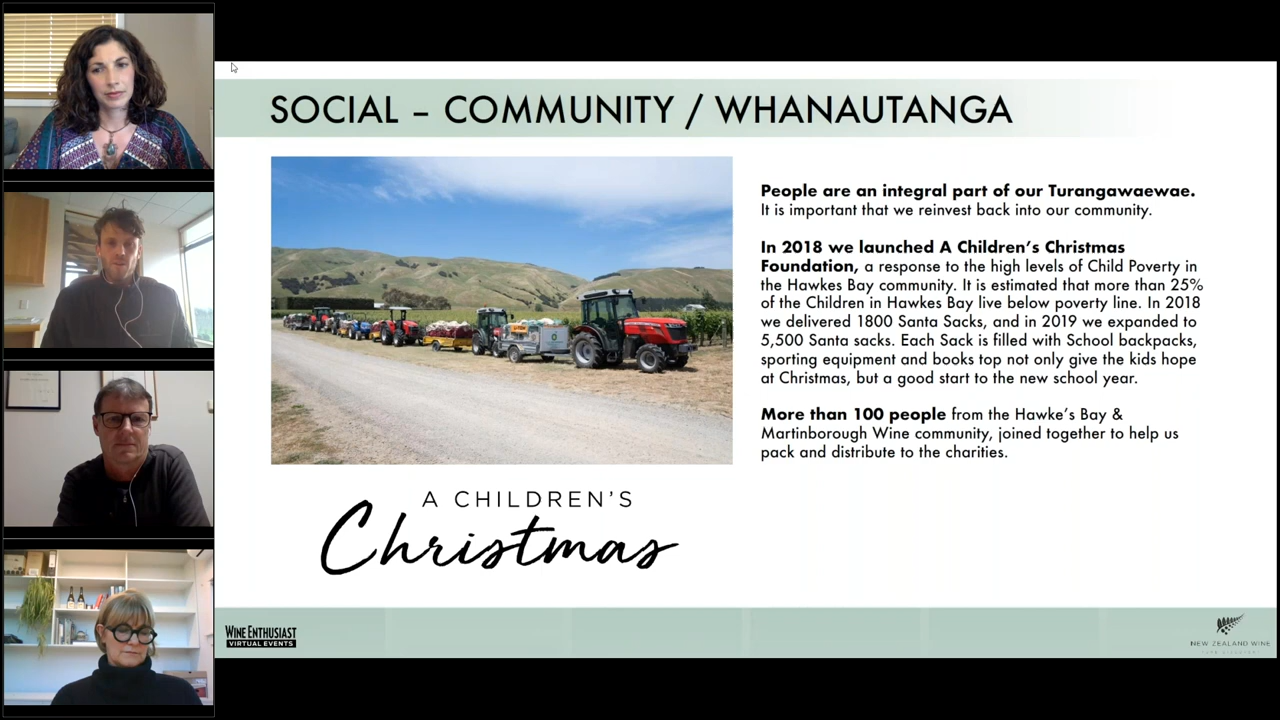 SOCIAL – COMMUNITY / WHANAUTANGA
People are an integral part of our Turangawaewae.
It is important that we reinvest back into our community.
In 2018 we launched A Children's Christmas
Foundation, a response to the high levels of Child Poverty in
the Hawkes Bay community. It is estimated that more than 25%
of the Children in Hawkes Bay live below poverty line. In 2018
we delivered 1800 Santa Sacks, and in 2019 we expanded to
5,500 Santa sacks. Each Sack is filled with School backpacks,
sporting equipment and books top not only give the kids hope
at Christmas, but a good start to the new school year.
More than 100 people from the Hawke's Bay &
Martinborough Wine community, joined together to help us
pack and distribute to the charities.
A CHILDREN'S
Christmas
WINE ENTHUSIAST
VIRTUAL EVENTS
NEW ZEALAND WINE